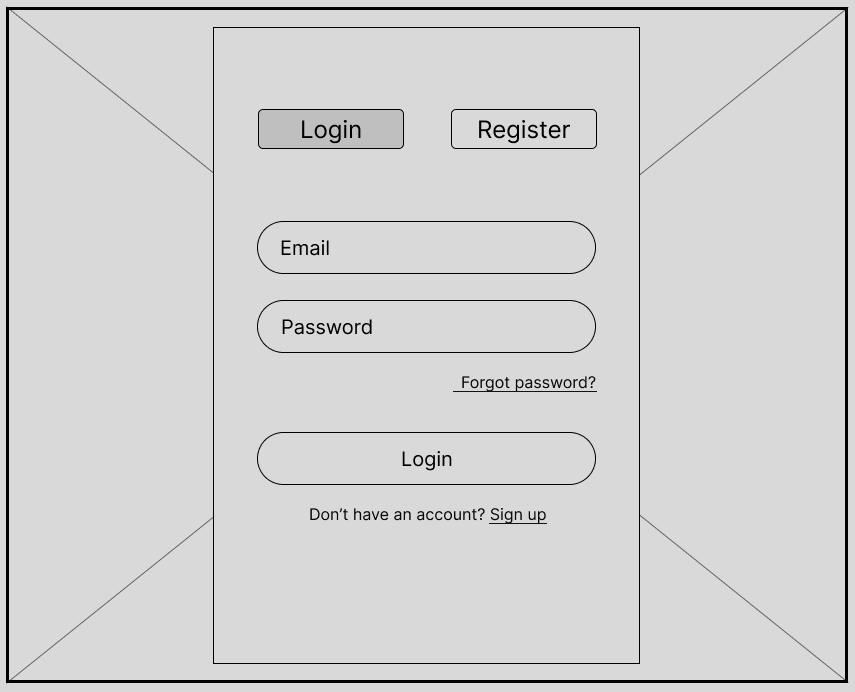 Login Register
Email
Password
Forgot password?
Login
Don’t have an account? Sign up